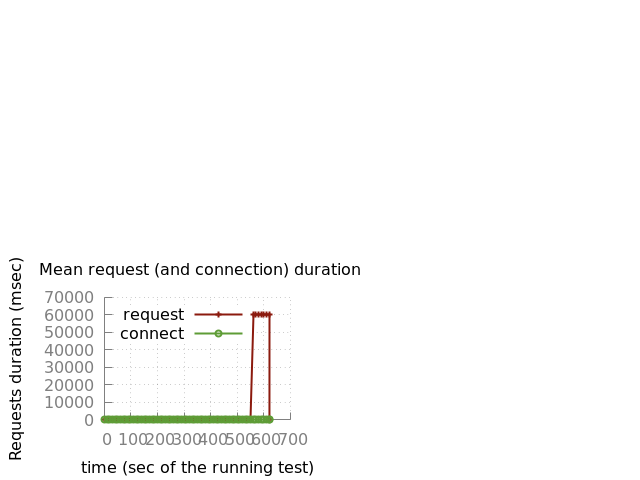 Mean request (and connection) duration
Requests duration (msec)
70000
60000
50000
40000
30000
20000
10000
0
request
connect
0 100 200 300 400 500 600 700
time (sec of the running test)